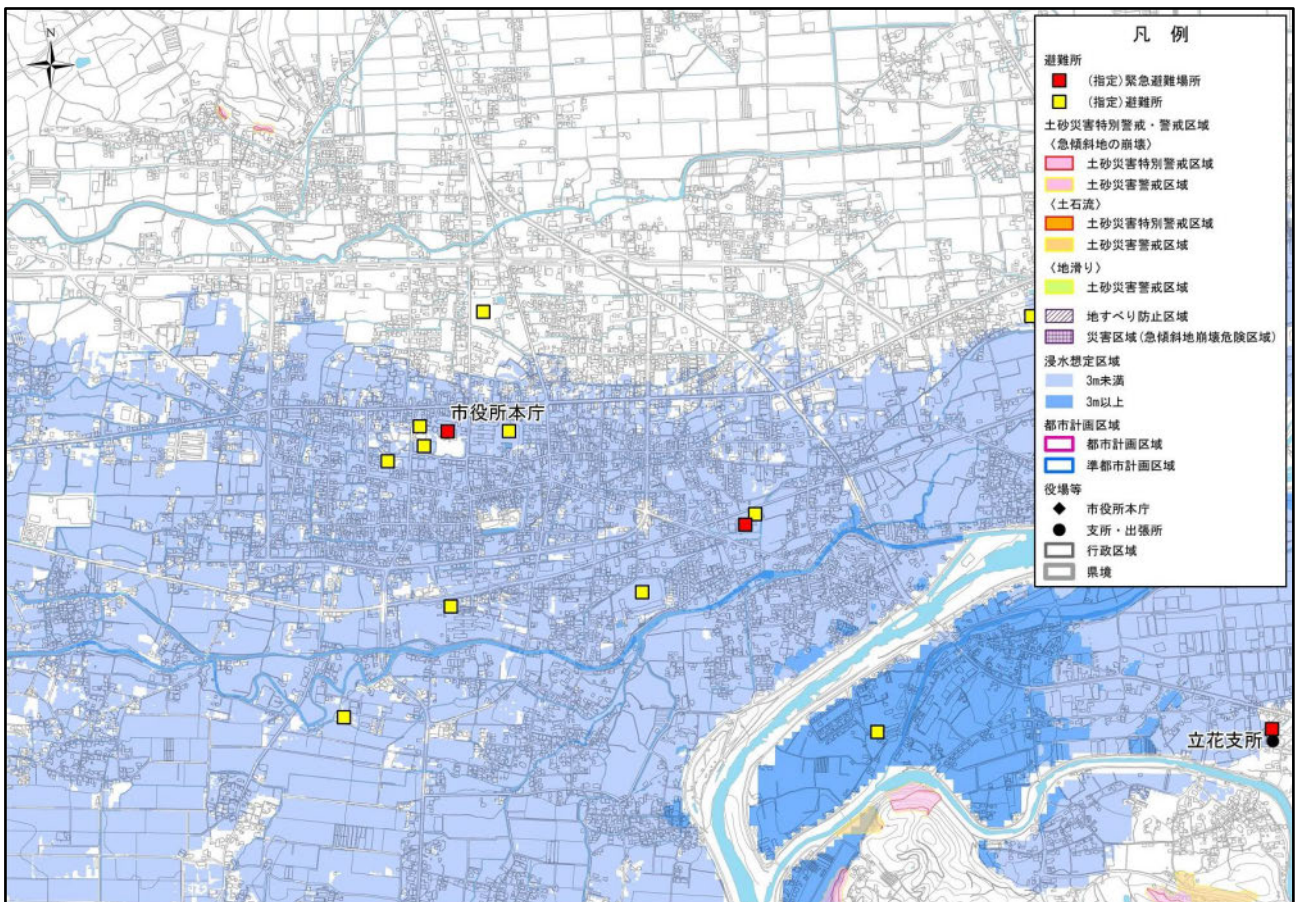 N
凡 例
避難所
(指定)緊急避難場所
(指定)避難所
土砂災害特別警戒・警戒区域
〈急傾斜地の崩壊〉
土砂災害特別警戒区域
土砂災害警戒区域
〈土石流〉
土砂災害特別警戒区域
土砂災害警戒区域
〈地滑り〉
土砂災害警戒区域
地すべり防止区域
災害区域(急傾斜地崩壊危険区域)
浸水想定区域
3m未満
3m以上
都市計画区域
都市計画区域
準都市計画区域
役場等
市役所本庁
支所・出張所
行政区域
県境
市役所本庁
立花支所